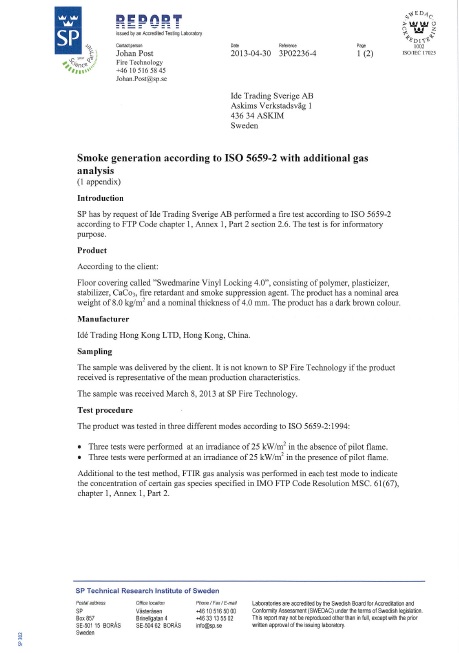 SP
Science Partner
REPORT
issued by an Accredited Testing Laboratory
SWEDAC
ACKREDITERING
1002
ISO/IEC 17025
Contact person
Johan Post
Fire Technology
+46 10 516 58 45
Johan.Post@sp.se
Date
2013-04-30
Reference
3P02236-4
Page
1 (2)
Ide Trading Sverige AB
Askims Verkstadsväg 1
436 34 ASKIM
Sweden
Smoke generation according to ISO 5659-2 with additional gas
analysis
(1 appendix)
Introduction
SP has by request of Ide Trading Sverige AB performed a fire test according to ISO 5659-2
according to FTP Code chapter 1, Annex 1, Part 2 section 2.6. The test is for informatory
purpose.
Product
According to the client:
Floor covering called "Swedmarine Vinyl Locking 4.0", consisting of polymer, plasticizer,
stabilizer, CaCo₃, fire retardant and smoke suppression agent. The product has a nominal area
weight of 8.0 kg/m² and a nominal thickness of 4.0 mm. The product has a dark brown colour.
Manufacturer
Idé Trading Hong Kong LTD, Hong Kong, China.
Sampling
The sample was delivered by the client. It is not known to SP Fire Technology if the product
received is representative of the mean production characteristics.
The sample was received March 8, 2013 at SP Fire Technology.
Test procedure
The product was tested in three different modes according to ISO 5659-2:1994:
• Three tests were performed at an irradiance of 25 kW/m² in the absence of pilot flame.
• Three tests were performed at an irradiance of 25 kW/m² in the presence of pilot flame.
Additional to the test method, FTIR gas analysis was performed in each test mode to indicate
the concentration of certain gas species specified in IMO FTP Code Resolution MSC. 61(67),
chapter 1, Annex 1, Part 2.
SP Technical Research Institute of Sweden
Postal address
SP
Box 857
SE-501 15 BORÅS
Sweden
Office location
Västeråsen
Brinellgatan 4
SE-504 62 BORÅS
Phone / Fax / E-mail
+46 10 516 50 00
+46 33 13 55 02
info@sp.se
Laboratories are accredited by the Swedish Board for Accreditation and
Conformity Assessment (SWEDAC) under the terms of Swedish legislation.
This report may not be reproduced other than in full, except with the prior
written approval of the issuing laboratory.